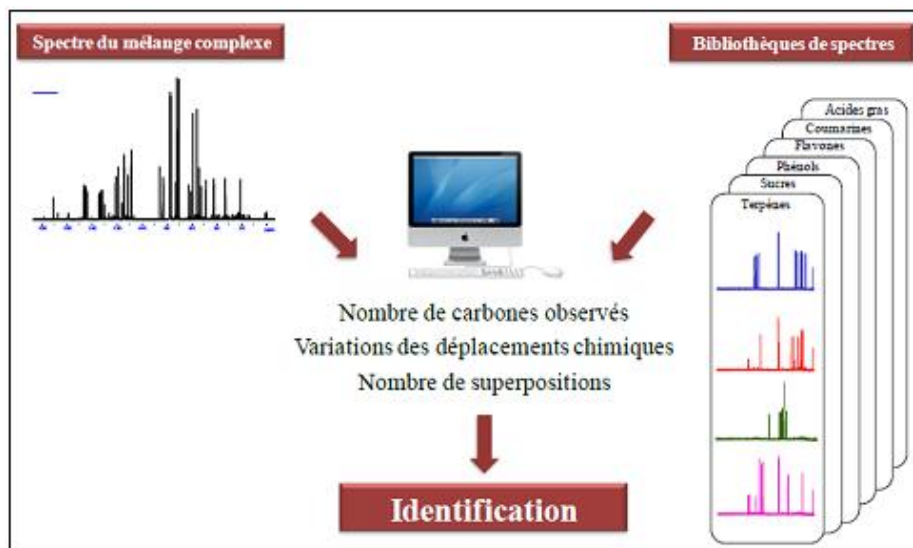 Spectre du mélange complexe
Bibliothèques de spectres
Acides gras
Coumarines
Flavones
Phénols
Sucres
Terpènes
Nombre de carbones observés
Variations des déplacements chimiques
Nombre de superpositions
Identification